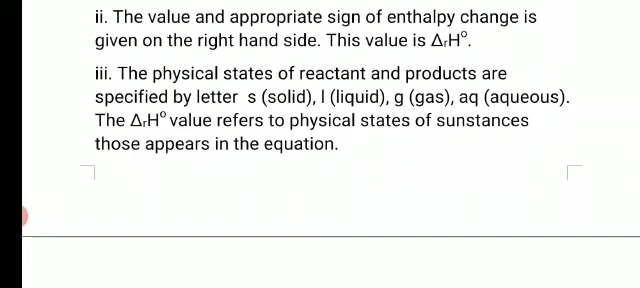 ii. The value and appropriate sign of enthalpy change is
given on the right hand side. This value is ΔrH°.
iii. The physical states of reactant and products are
specified by letter s (solid), l (liquid), g (gas), aq (aqueous).
The ΔrH° value refers to physical states of sunstances
those appears in the equation.